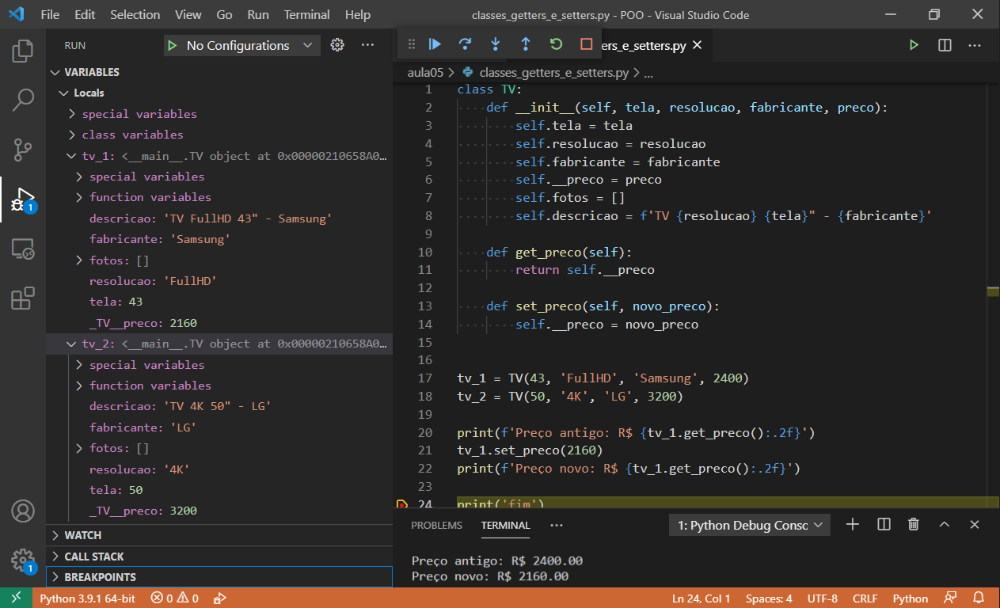 File Edit Selection View Go Run Terminal Help
classes_getters_e_setters.py - POO - Visual Studio Code
RUN
No Configurations
VARIABLES
Locals
special variables
class variables
tv_1: <__main__.TV object at 0x00000210658A0…
special variables
function variables
descricao: 'TV FullHD 43" - Samsung'
fabricante: 'Samsung'
fotos: []
resolucao: 'FullHD'
tela: 43
_TV__preco: 2160
tv_2: <__main__.TV object at 0x00000210658A0…
special variables
function variables
descricao: 'TV 4K 50" - LG'
fabricante: 'LG'
fotos: []
resolucao: '4K'
tela: 50
_TV__preco: 3200
WATCH
CALL STACK
BREAKPOINTS
1
1
ers_e_setters.py
aula05 > classes_getters_e_setters.py > ...
1 class TV:
2 def __init__(self, tela, resolucao, fabricante, preco):
3 self.tela = tela
4 self.resolucao = resolucao
5 self.fabricante = fabricante
6 self.__preco = preco
7 self.fotos = []
8 self.descricao = f'TV {resolucao} {tela}" - {fabricante}'
9
10 def get_preco(self):
11 return self.__preco
12
13 def set_preco(self, novo_preco):
14 self.__preco = novo_preco
15
16
17 tv_1 = TV(43, 'FullHD', 'Samsung', 2400)
18 tv_2 = TV(50, '4K', 'LG', 3200)
19
20 print(f'Preço antigo: R$ {tv_1.get_preco():.2f}')
21 tv_1.set_preco(2160)
22 print(f'Preço novo: R$ {tv_1.get_preco():.2f}')
23
24 print('fim')
PROBLEMS TERMINAL ...
1: Python Debug Consc
Preço antigo: R$ 2400.00
Preço novo: R$ 2160.00
Python 3.9.1 64-bit 0 0
Ln 24, Col 1 Spaces: 4 UTF-8 CRLF Python